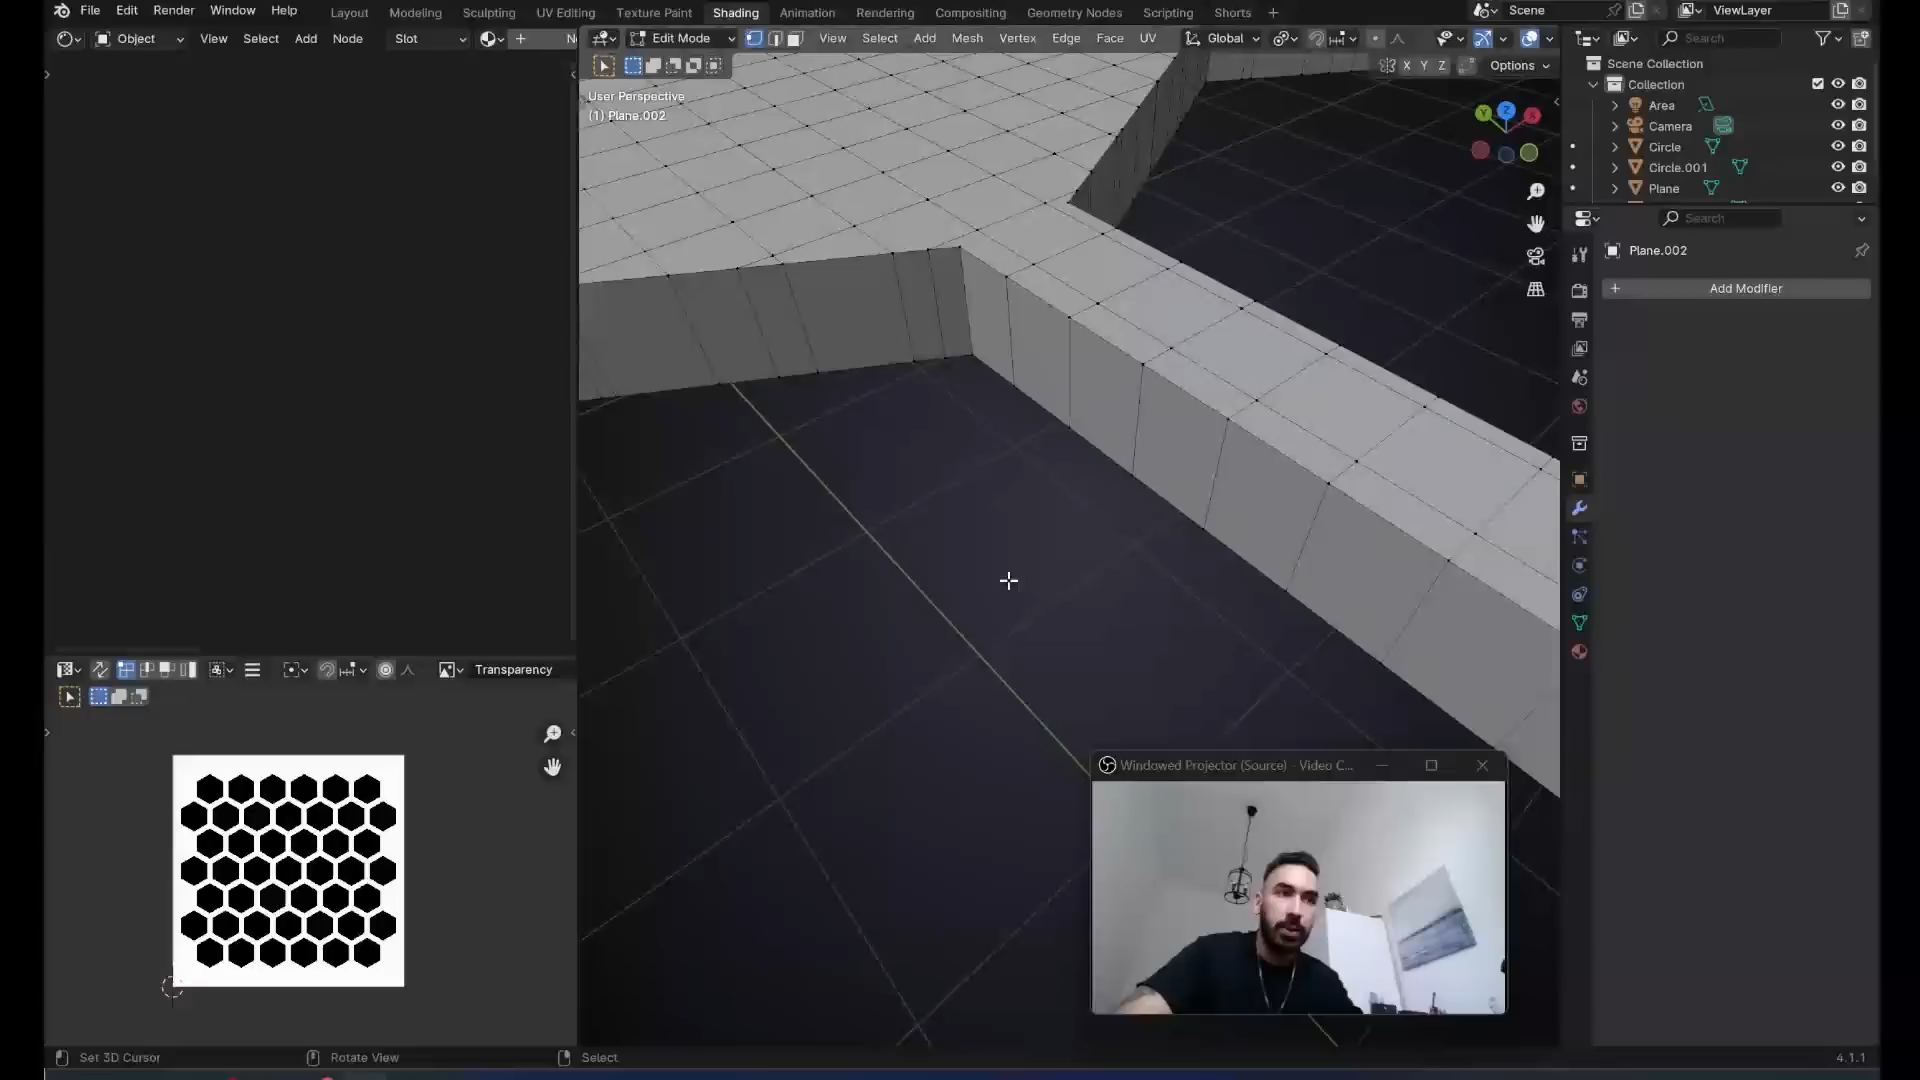 File Edit Render Window Help Layout Modeling Sculpting UV Editing Texture Paint Shading Animation Rendering Compositing Geometry Nodes Scripting Shorts + Scene ViewLayer
Object View Select Add Node Slot Edit Mode View Select Add Mesh Vertex Edge Face UV Global Search
X Y Z Options
Scene Collection
Collection
User Perspective
(1) Plane.002
Area
Camera
Circle
Circle.001
Plane
Search
Plane.002
+ Add Modifier
Transparency
Windowed Projector (Source) - Video C...
Set 3D Cursor Rotate View Select 4.1.1